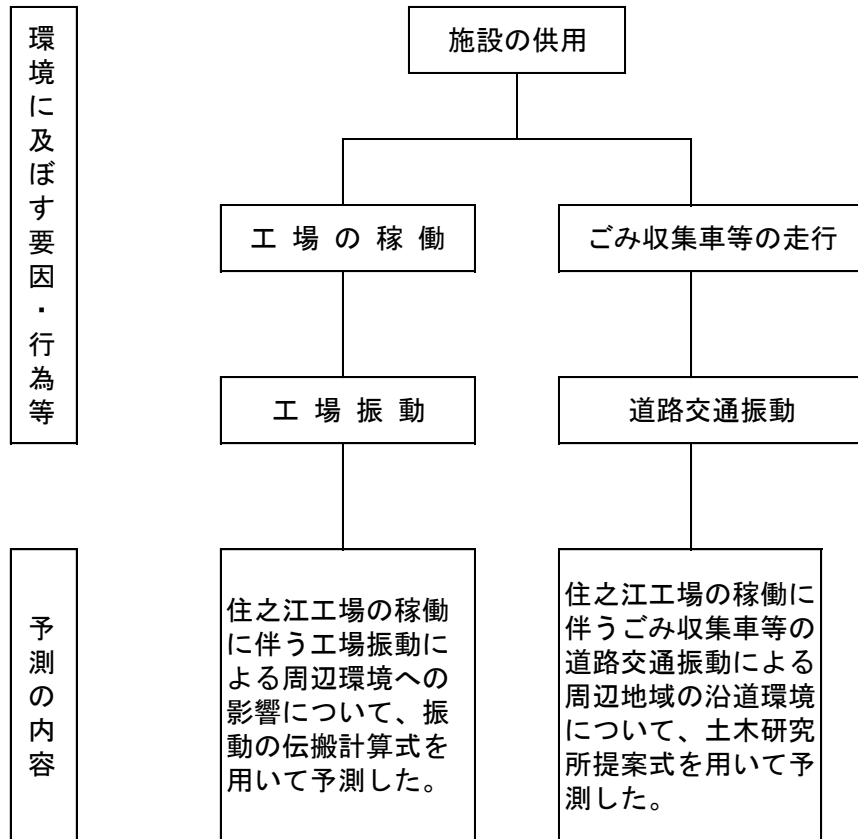 環境に及ぼす要因・行為等
施設の供用
工場の稼働
ごみ収集車等の走行
工場振動
道路交通振動
予測の内容
住之江工場の稼働
に伴う工場振動に
よる周辺環境への
影響について、振
動の伝搬計算式を
用いて予測した。
住之江工場の稼働に
伴うごみ収集車等の
道路交通振動による
周辺地域の沿道環境
について、土木研究
所提案式を用いて予
測した。